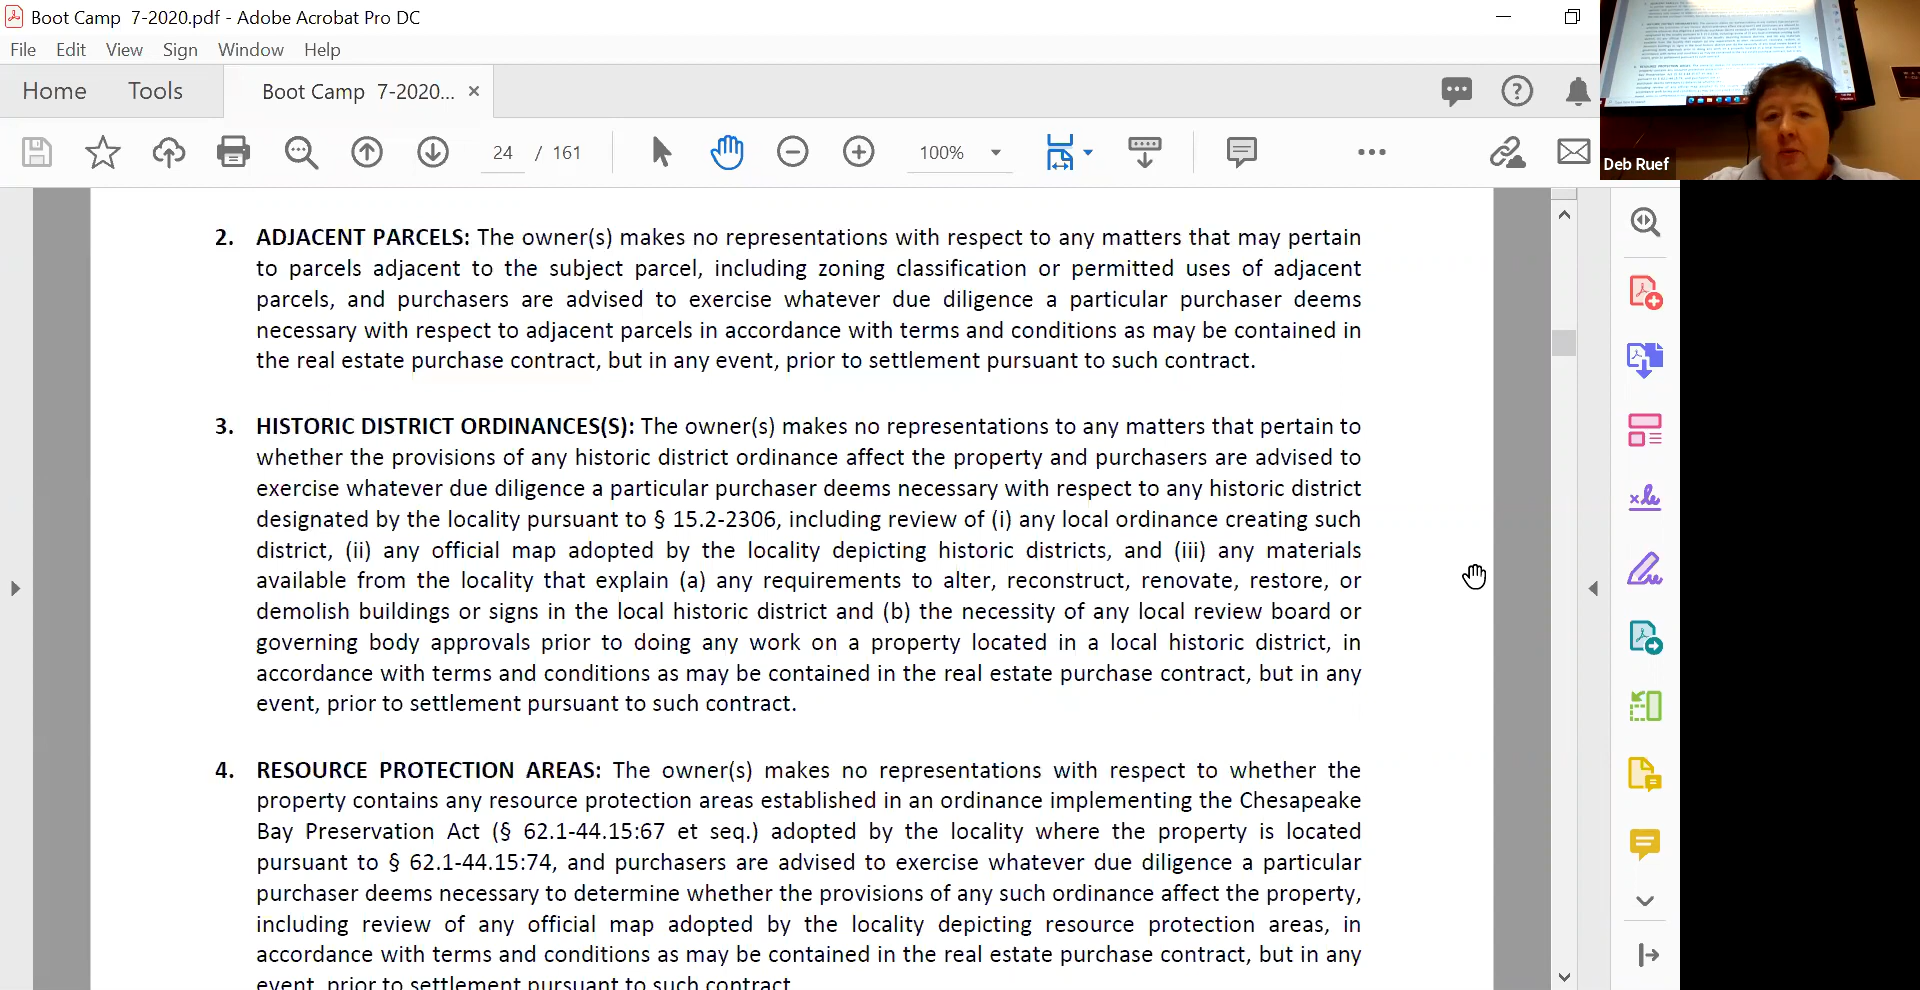 Boot Camp  7-2020.pdf - Adobe Acrobat Pro DC
File Edit View Sign Window Help
Home Tools Boot Camp  7-2020... ×
24 / 161 100%
Deb Ruef
2. ADJACENT PARCELS: The owner(s) makes no representations with respect to any matters that may pertain
to parcels adjacent to the subject parcel, including zoning classification or permitted uses of adjacent
parcels, and purchasers are advised to exercise whatever due diligence a particular purchaser deems
necessary with respect to adjacent parcels in accordance with terms and conditions as may be contained in
the real estate purchase contract, but in any event, prior to settlement pursuant to such contract.
3. HISTORIC DISTRICT ORDINANCES(S): The owner(s) makes no representations to any matters that pertain to
whether the provisions of any historic district ordinance affect the property and purchasers are advised to
exercise whatever due diligence a particular purchaser deems necessary with respect to any historic district
designated by the locality pursuant to § 15.2-2306, including review of (i) any local ordinance creating such
district, (ii) any official map adopted by the locality depicting historic districts, and (iii) any materials
available from the locality that explain (a) any requirements to alter, reconstruct, renovate, restore, or
demolish buildings or signs in the local historic district and (b) the necessity of any local review board or
governing body approvals prior to doing any work on a property located in a local historic district, in
accordance with terms and conditions as may be contained in the real estate purchase contract, but in any
event, prior to settlement pursuant to such contract.
4. RESOURCE PROTECTION AREAS: The owner(s) makes no representations with respect to whether the
property contains any resource protection areas established in an ordinance implementing the Chesapeake
Bay Preservation Act (§ 62.1-44.15:67 et seq.) adopted by the locality where the property is located
pursuant to § 62.1-44.15:74, and purchasers are advised to exercise whatever due diligence a particular
purchaser deems necessary to determine whether the provisions of any such ordinance affect the property,
including review of any official map adopted by the locality depicting resource protection areas, in
accordance with terms and conditions as may be contained in the real estate purchase contract, but in any
event, prior to settlement pursuant to such contract.